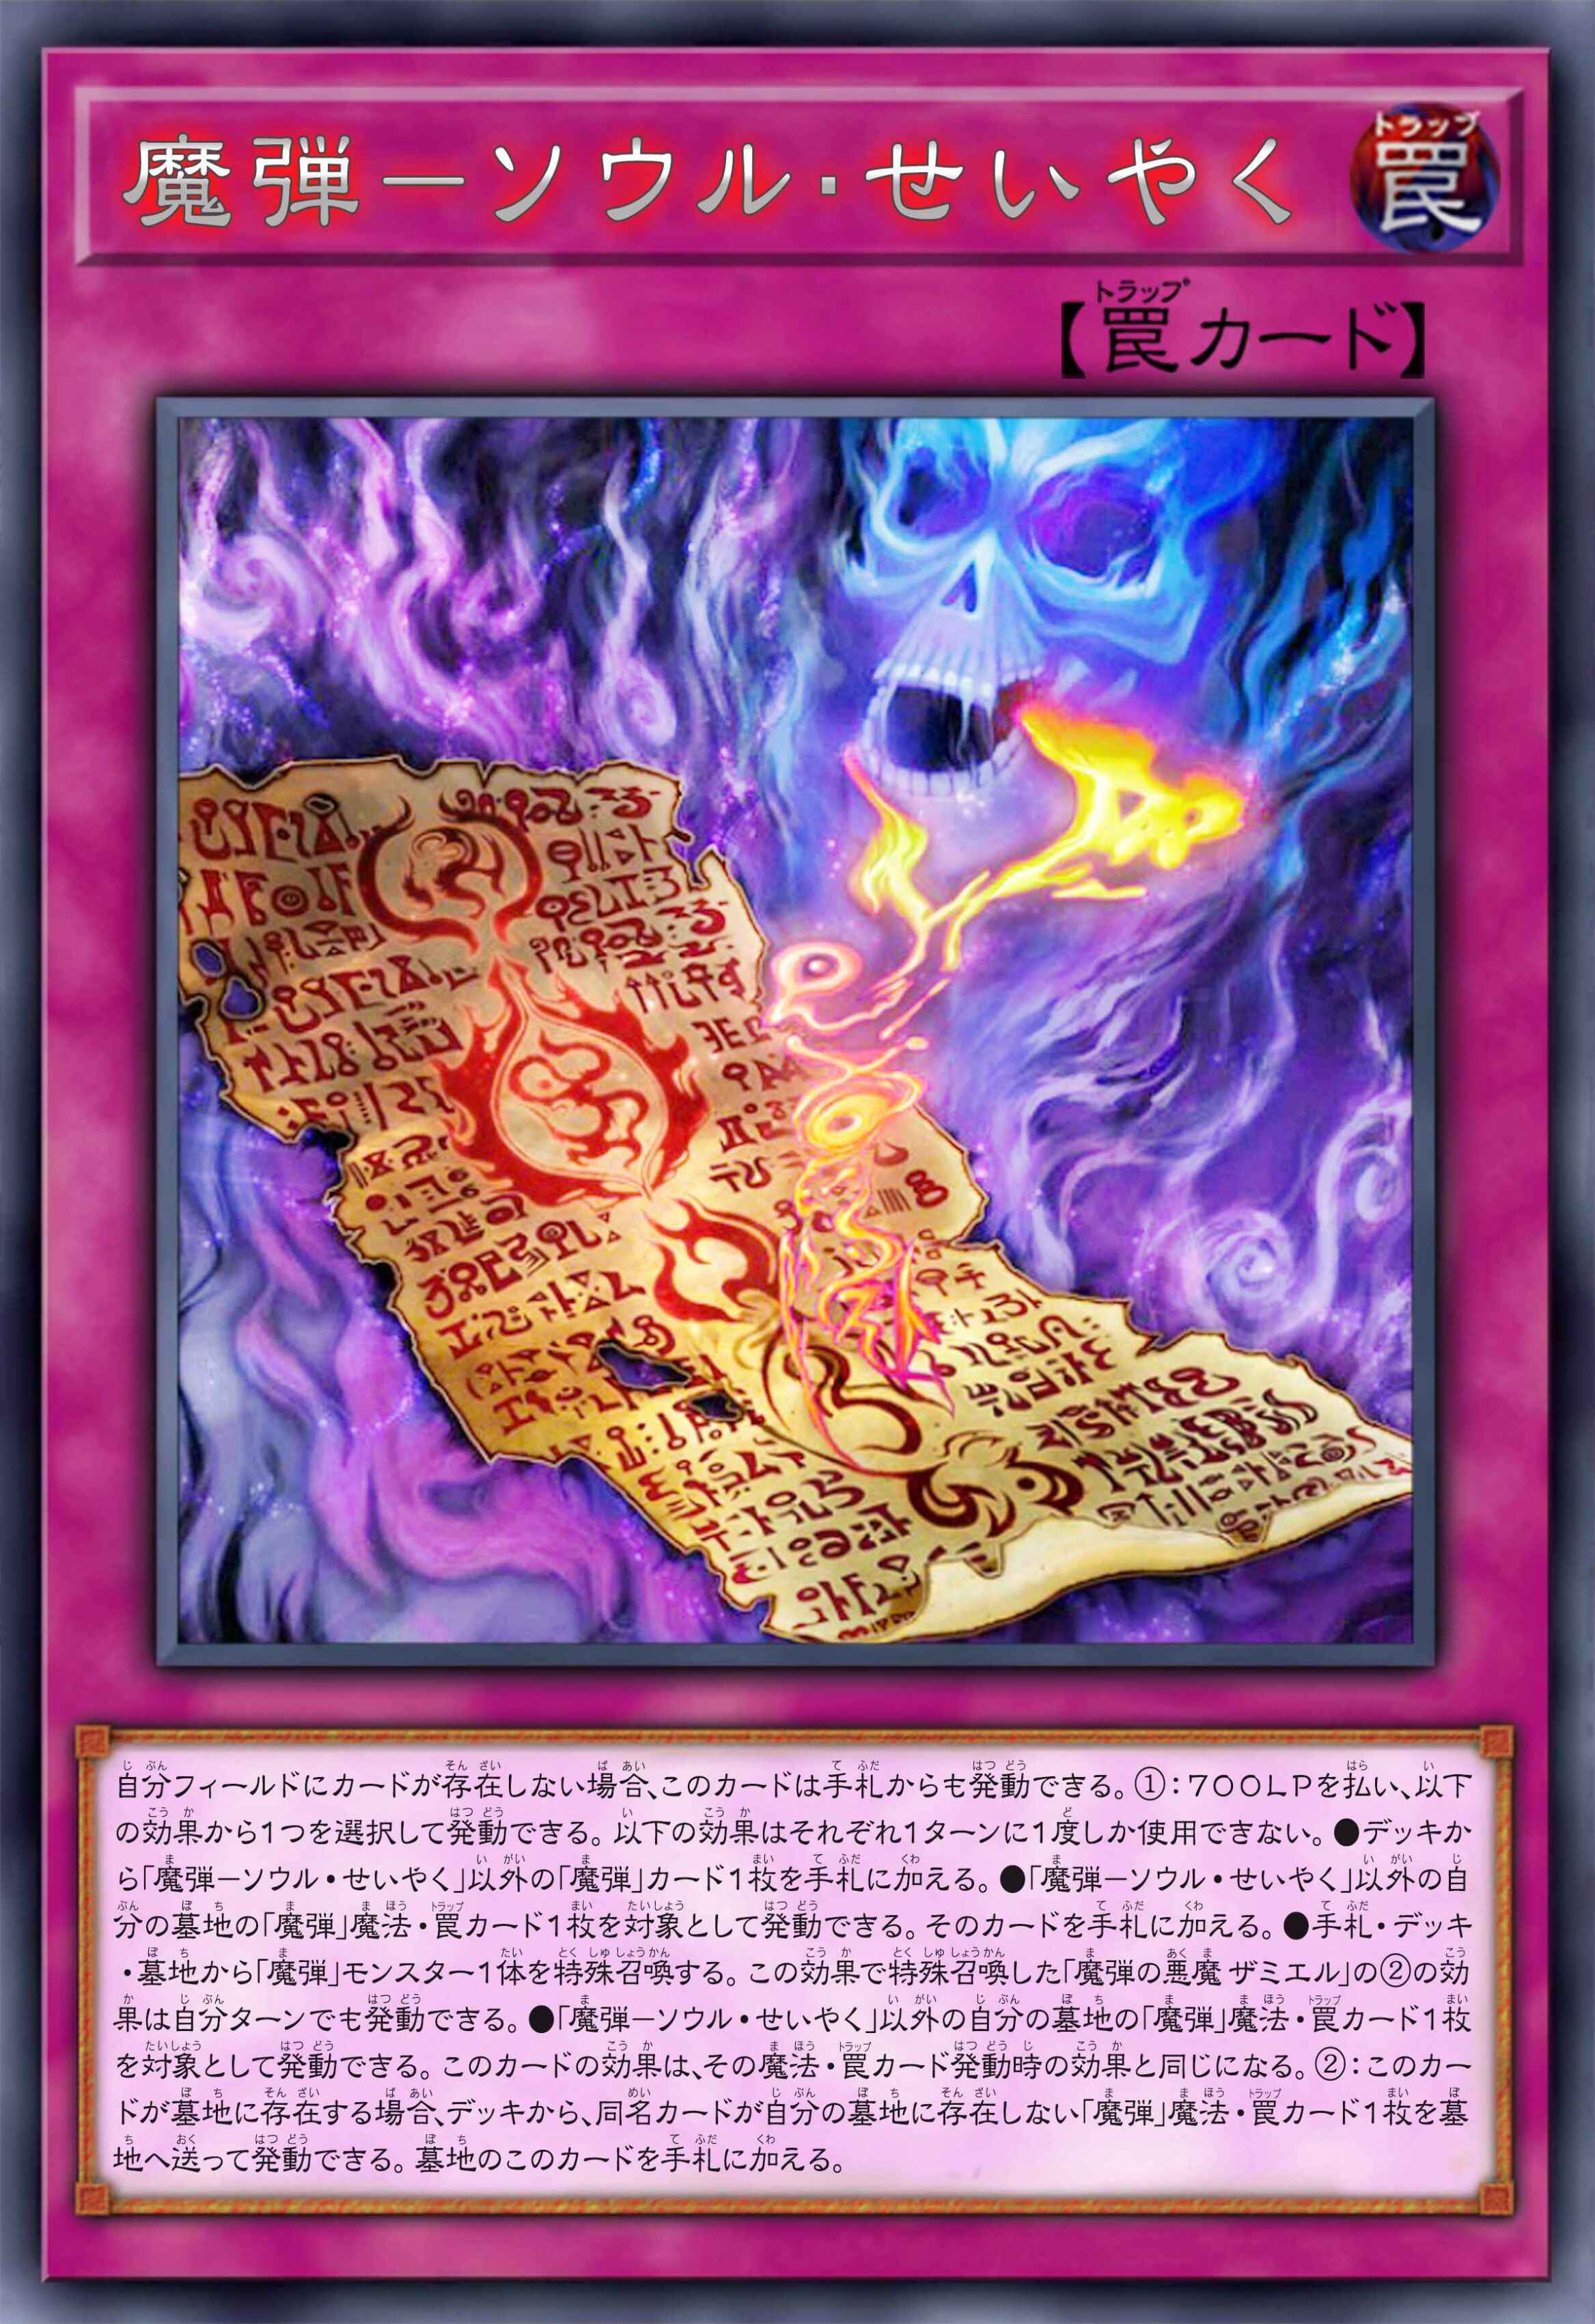 魔弾－ソウル・せいやく
トラップ
罠
トラップ
【罠カード】
自分フィールドにカードが存在しない場合、このカードは手札からも発動できる。①：７００ＬＰを払い、以下
の効果から1つを選択して発動できる。以下の効果はそれぞれ1ターンに1度しか使用できない。●デッキか
ら「魔弾－ソウル・せいやく」以外の「魔弾」カード1枚を手札に加える。●「魔弾－ソウル・せいやく」以外の自
分の墓地の「魔弾」魔法・罠カード1枚を対象として発動できる。そのカードを手札に加える。●手札・デッキ
・墓地から「魔弾」モンスター1体を特殊召喚する。この効果で特殊召喚した「魔弾の悪魔 ザミエル」の②の効
果は自分ターンでも発動できる。●「魔弾－ソウル・せいやく」以外の自分の墓地の「魔弾」魔法・罠カード1枚
を対象として発動できる。このカードの効果は、その魔法・罠カード発動時の効果と同じになる。②：このカー
ドが墓地に存在する場合、デッキから、同名カードが自分の墓地に存在しない「魔弾」魔法・罠カード1枚を墓
地へ送って発動できる。墓地のこのカードを手札に加える。